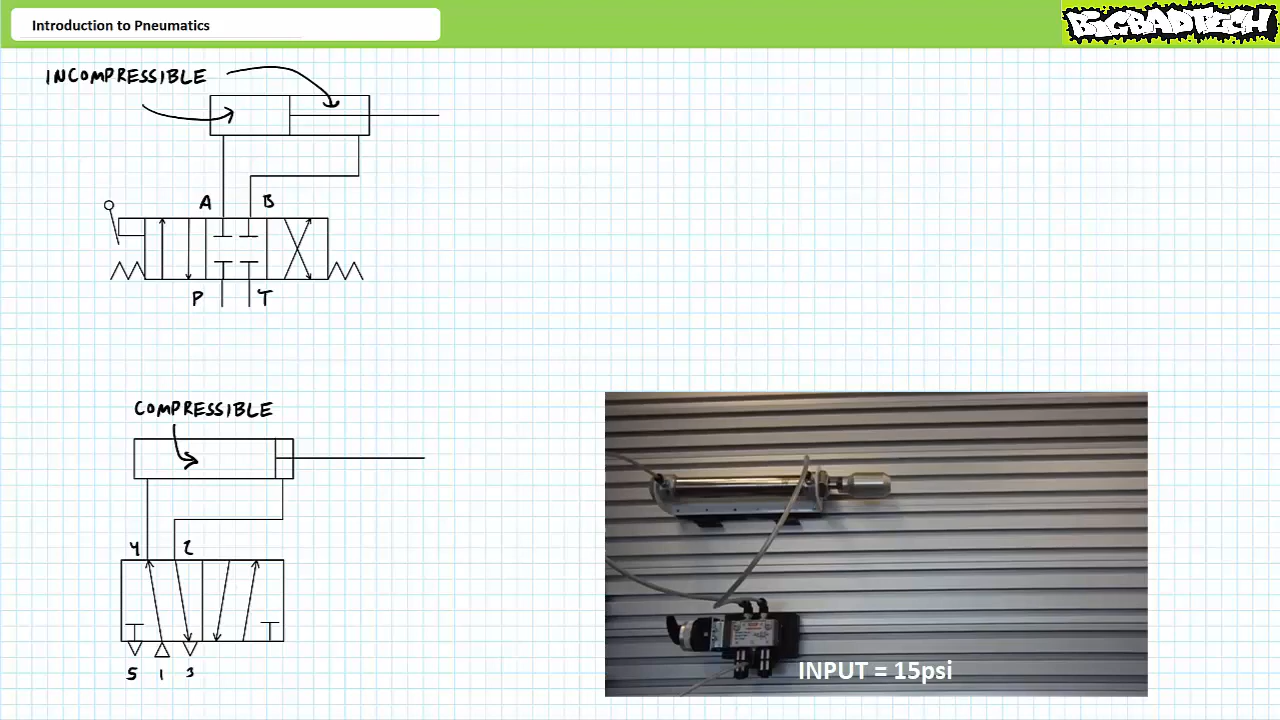 Introduction to Pneumatics
BIGBADTECH
INCOMPRESSIBLE
A B
P T
COMPRESSIBLE
4 2
5 1 3
INPUT = 15psi